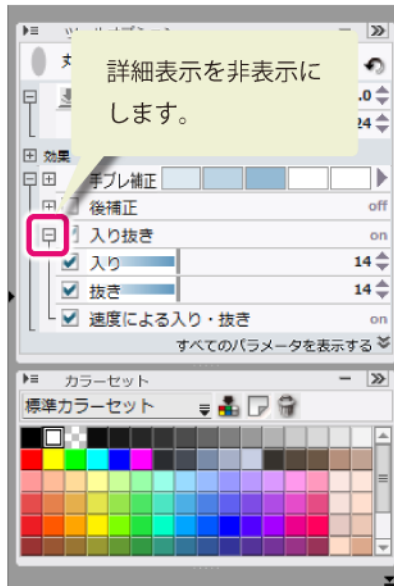 詳細表示を非表示に
します。
.0
24
効果
手ブレ補正
後補正 off
入り抜き on
入り 14
抜き 14
速度による入り・抜き on
すべてのパラメータを表示する
カラーセット
標準カラーセット